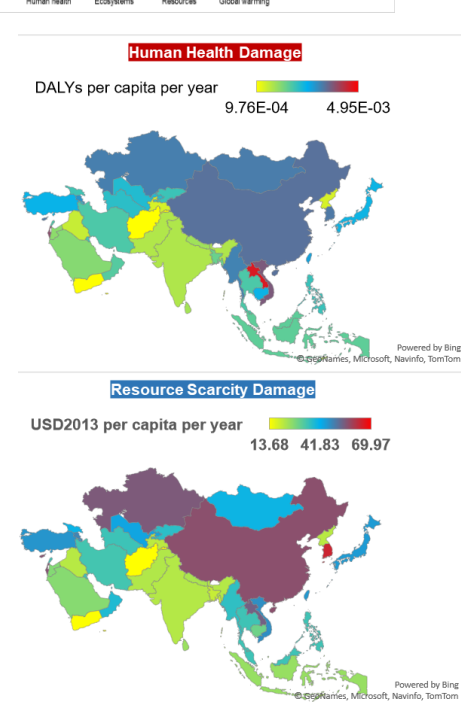 Human health Ecosystems Resources Global warming
Human Health Damage
DALYs per capita per year
9.76E-04 4.95E-03
Powered by Bing
© GeoNames, Microsoft, Navinfo, TomTom
Resource Scarcity Damage
USD2013 per capita per year
13.68 41.83 69.97
Powered by Bing
© GeoNames, Microsoft, Navinfo, TomTom